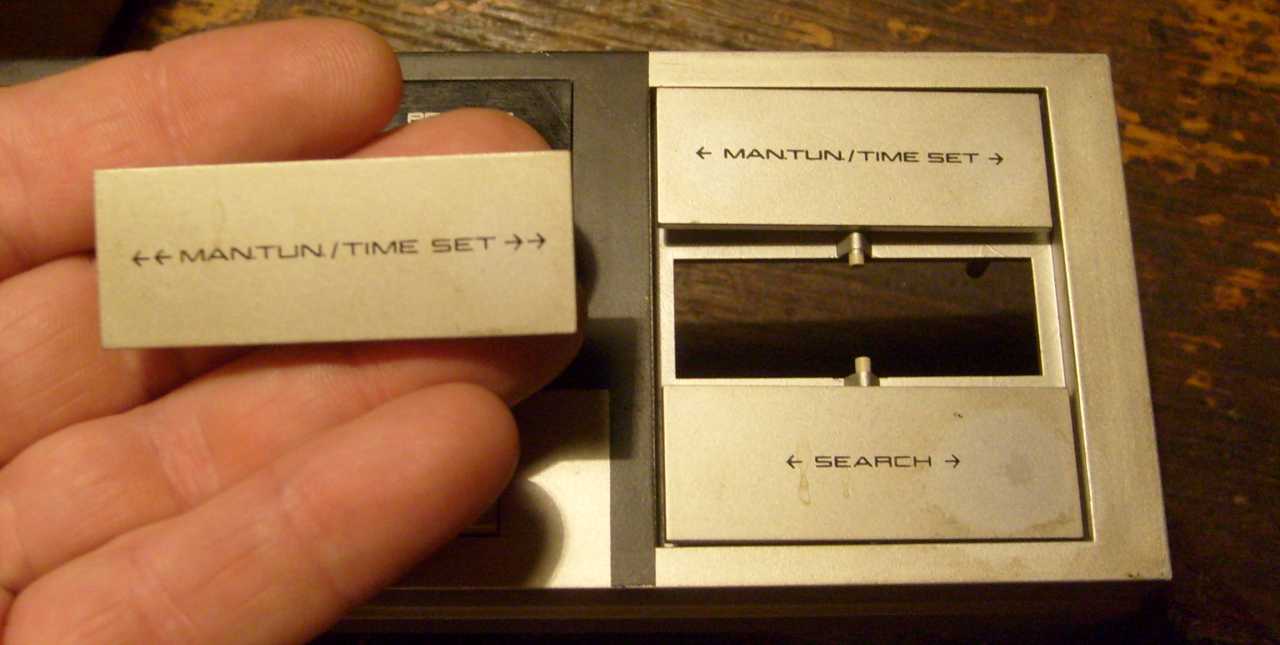 ←← MAN.TUN./TIME SET →→
← MAN.TUN./TIME SET →
← SEARCH →